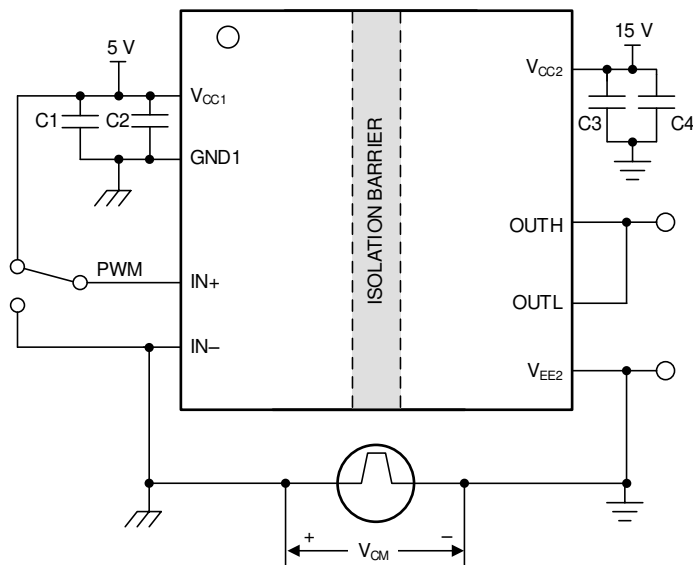 5 V
15 V
VCC1
VCC2
C1
C2
C3
C4
GND1
ISOLATION BARRIER
OUTH
PWM
IN+
OUTL
IN–
VEE2
+
–
VCM